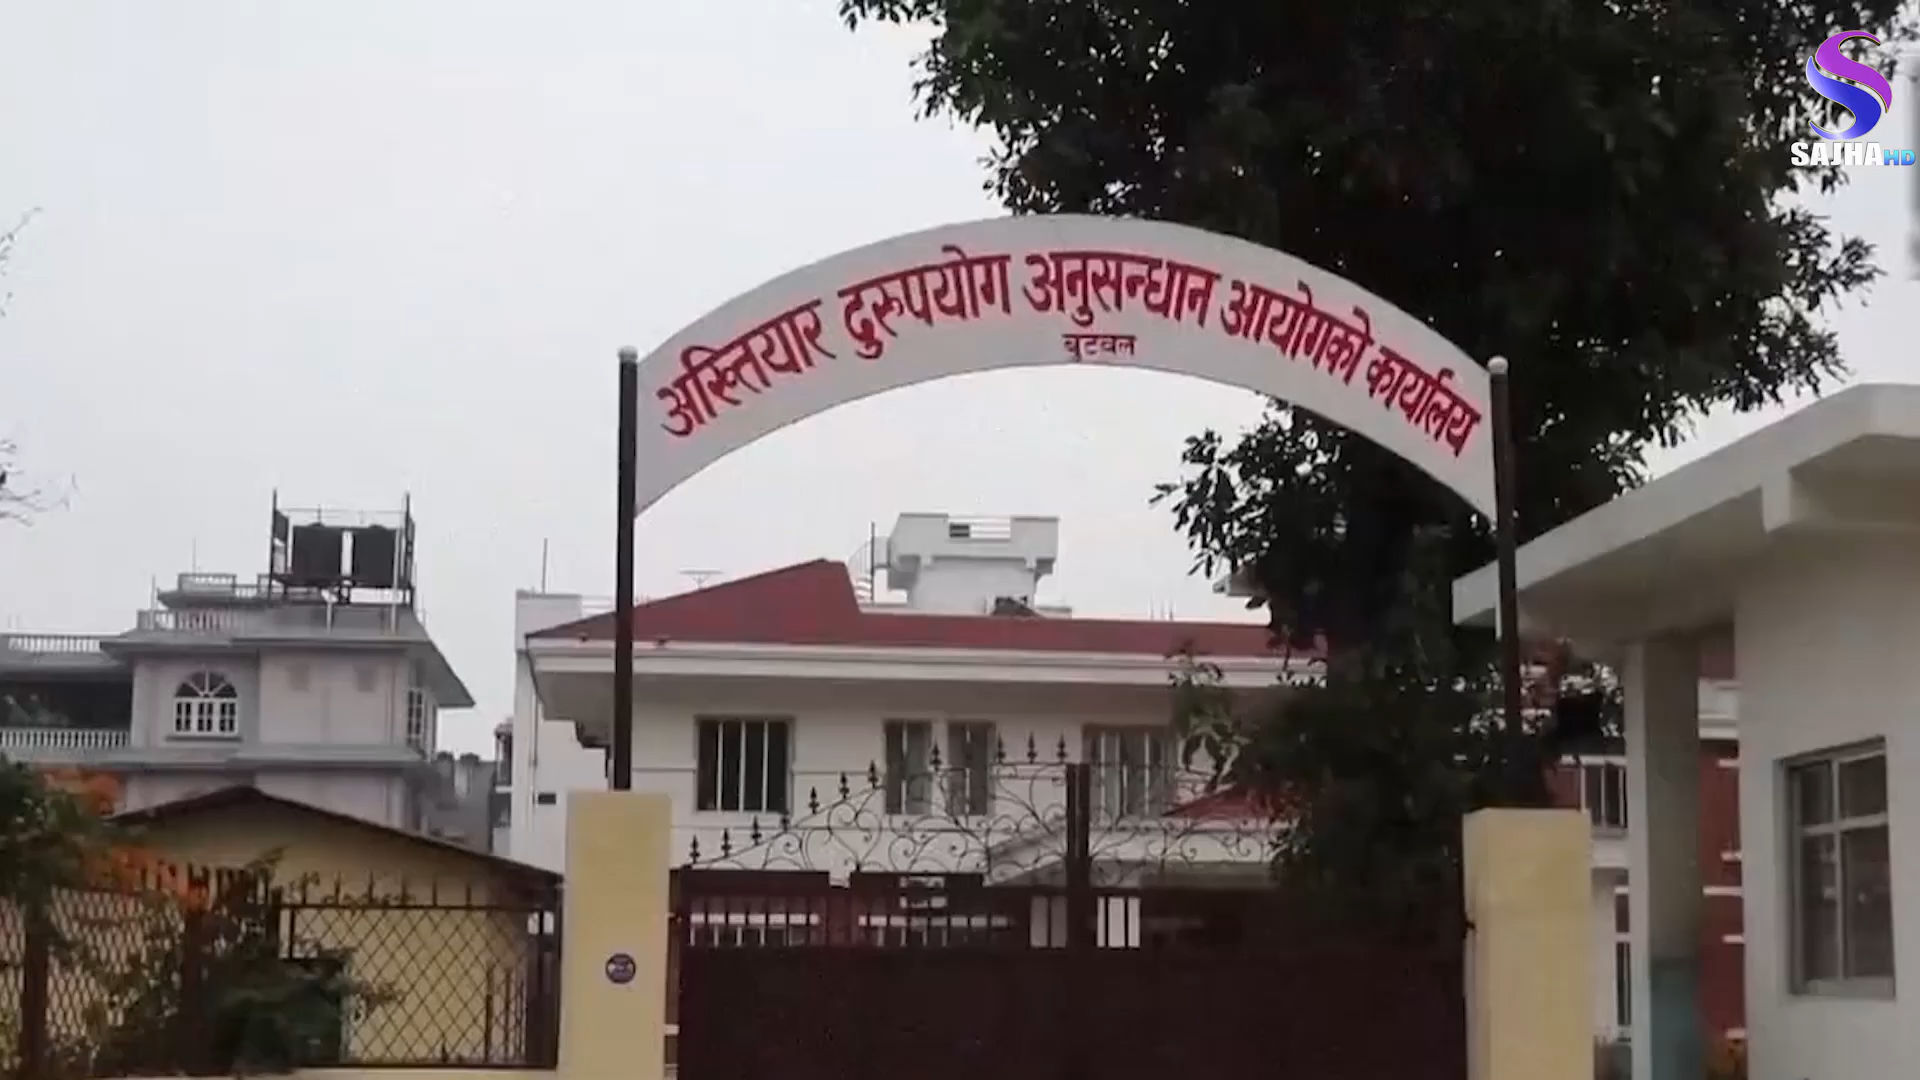 SAJHA HD
अख्तियार दुरुपयोग अनुसन्धान आयोगको कार्यालय
बुटवल